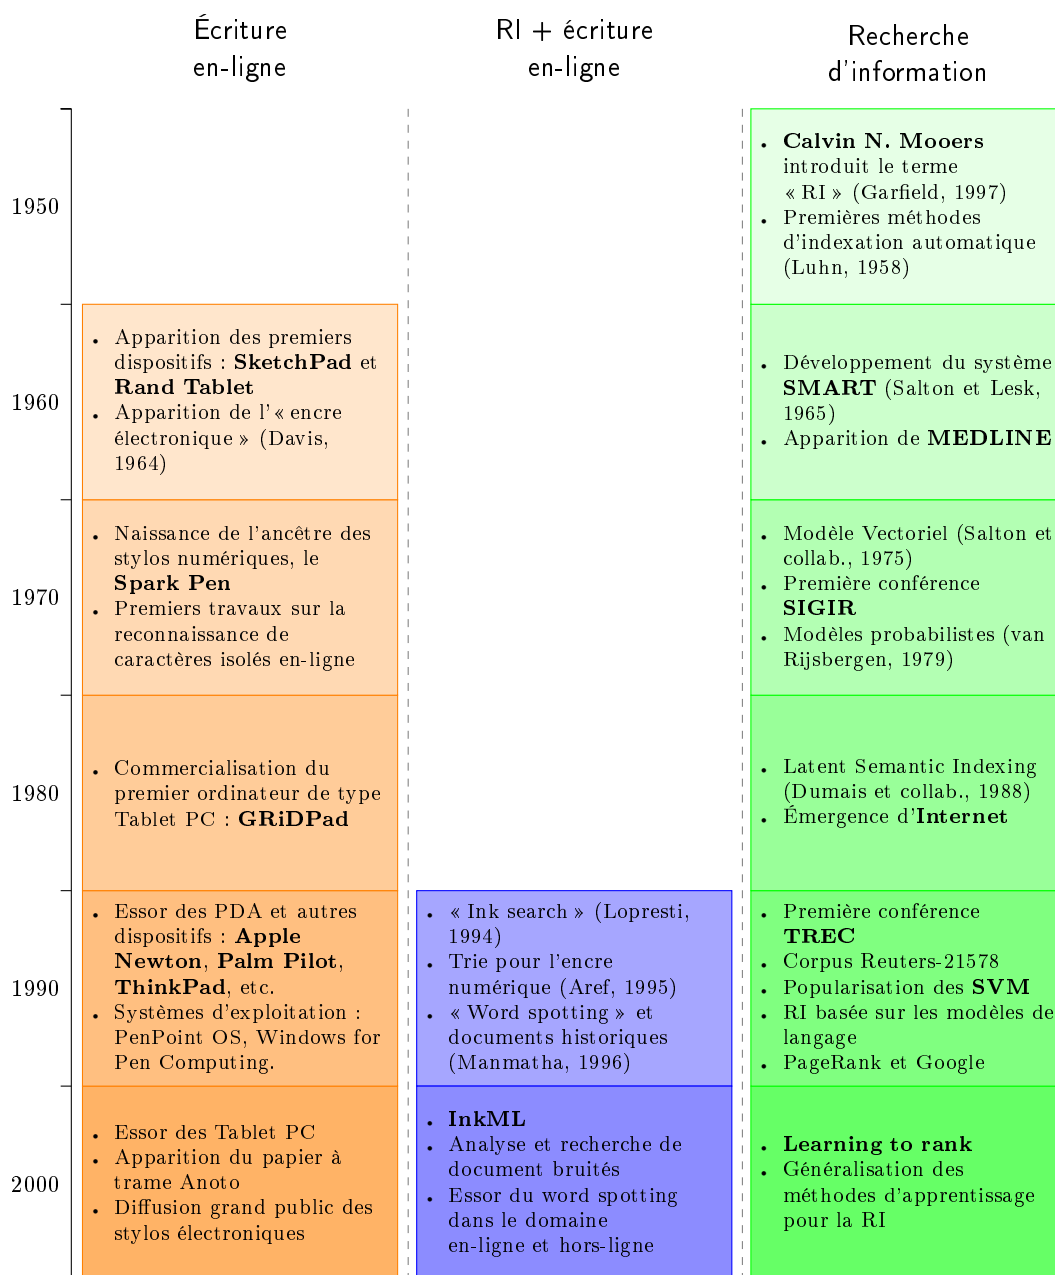 Écriture
en-ligne
RI + écriture
en-ligne
Recherche
d'information
1950
• Calvin N. Mooers
introduit le terme
« RI » (Garfield, 1997)
• Premières méthodes
d'indexation automatique
(Luhn, 1958)
1960
• Apparition des premiers
dispositifs : SketchPad et
Rand Tablet
• Apparition de l'« encre
électronique » (Davis,
1964)
• Développement du système
SMART (Salton et Lesk,
1965)
• Apparition de MEDLINE
1970
• Naissance de l'ancêtre des
stylos numériques, le
Spark Pen
• Premiers travaux sur la
reconnaissance de
caractères isolés en-ligne
• Modèle Vectoriel (Salton et
collab., 1975)
• Première conférence
SIGIR
• Modèles probabilistes (van
Rijsbergen, 1979)
1980
• Commercialisation du
premier ordinateur de type
Tablet PC : GRiDPad
• Latent Semantic Indexing
(Dumais et collab., 1988)
• Émergence d'Internet
1990
• Essor des PDA et autres
dispositifs : Apple
Newton, Palm Pilot,
ThinkPad, etc.
• Systèmes d'exploitation :
PenPoint OS, Windows for
Pen Computing.
• « Ink search » (Lopresti,
1994)
• Trie pour l'encre
numérique (Aref, 1995)
• « Word spotting » et
documents historiques
(Manmatha, 1996)
• Première conférence
TREC
• Corpus Reuters-21578
• Popularisation des SVM
• RI basée sur les modèles de
langage
• PageRank et Google
2000
• Essor des Tablet PC
• Apparition du papier à
trame Anoto
• Diffusion grand public des
stylos électroniques
• InkML
• Analyse et recherche de
document bruités
• Essor du word spotting
dans le domaine
en-ligne et hors-ligne
• Learning to rank
• Généralisation des
méthodes d'apprentissage
pour la RI